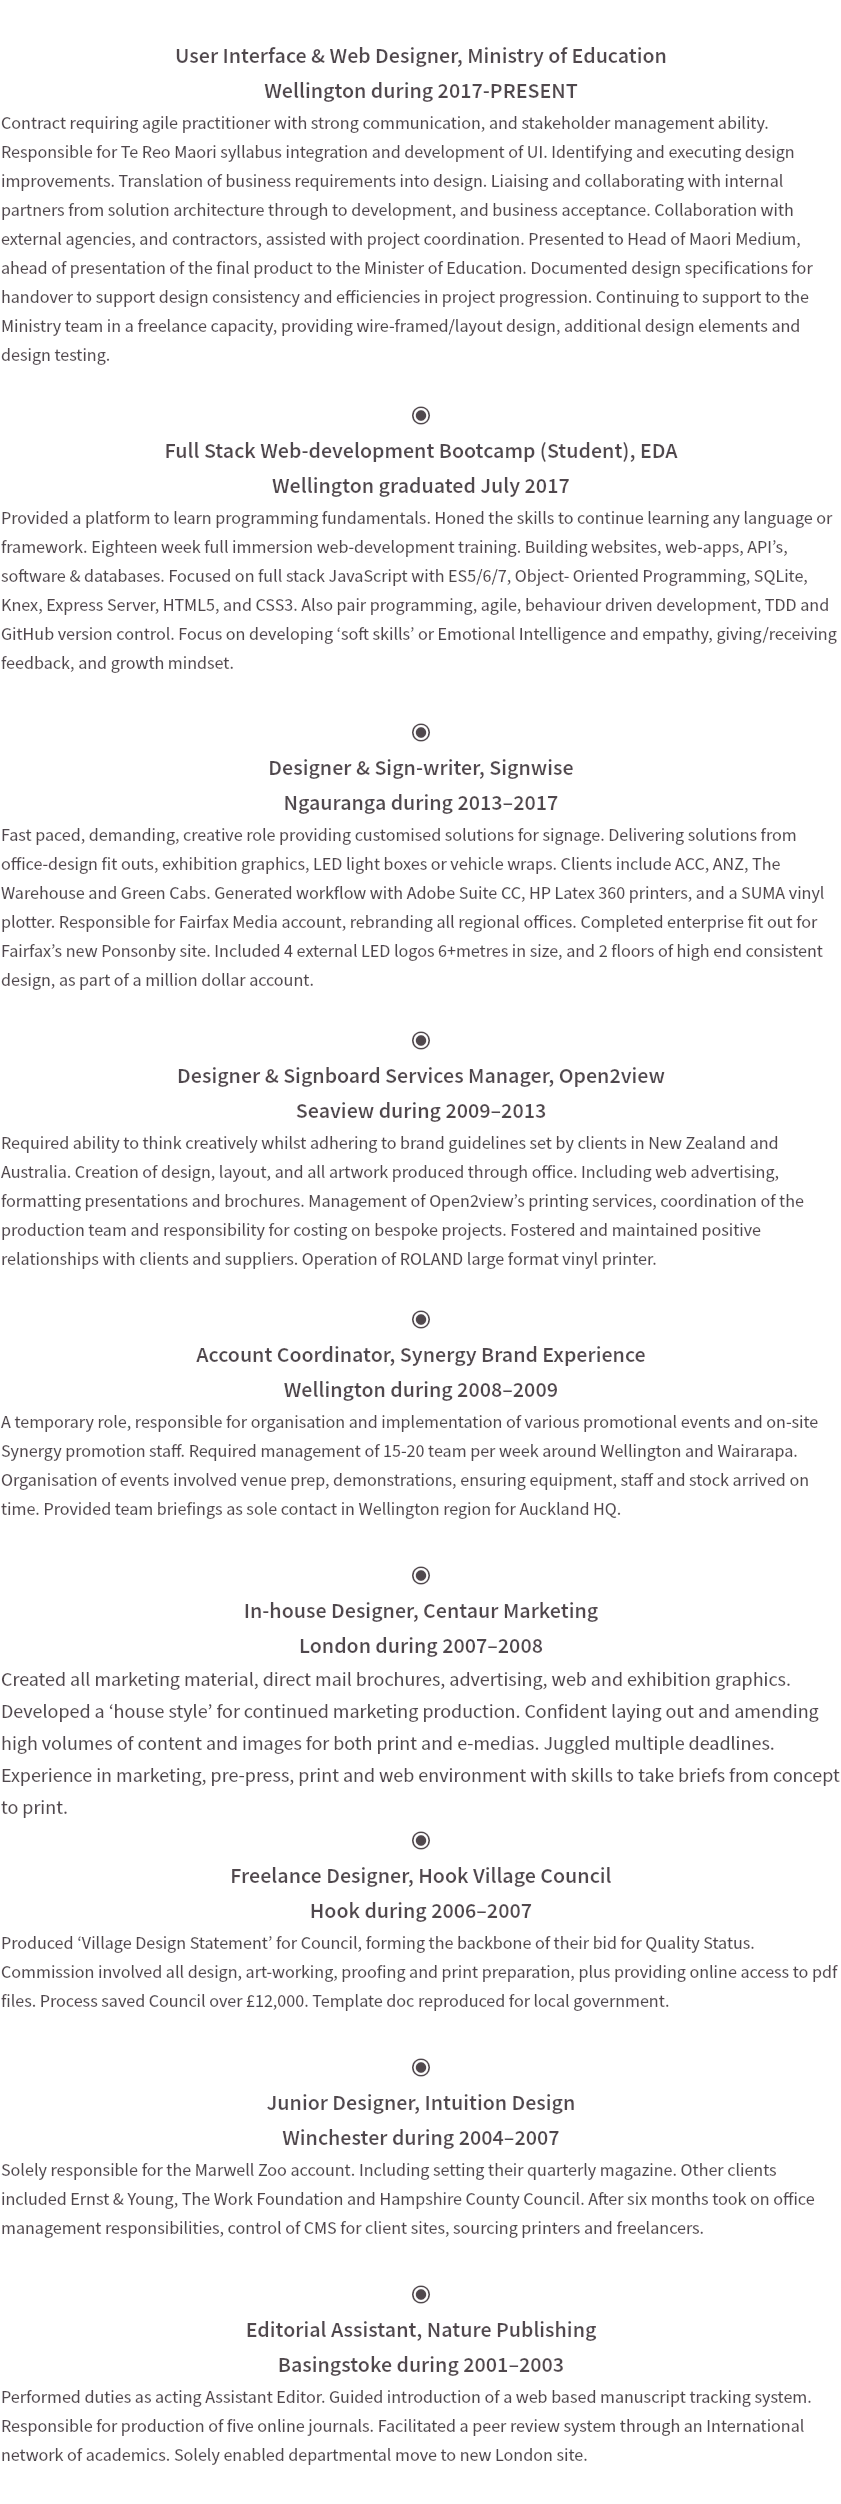 User Interface & Web Designer, Ministry of Education
Wellington during 2017-PRESENT
Contract requiring agile practitioner with strong communication, and stakeholder management ability.
Responsible for Te Reo Maori syllabus integration and development of UI. Identifying and executing design
improvements. Translation of business requirements into design. Liaising and collaborating with internal
partners from solution architecture through to development, and business acceptance. Collaboration with
external agencies, and contractors, assisted with project coordination. Presented to Head of Maori Medium,
ahead of presentation of the final product to the Minister of Education. Documented design specifications for
handover to support design consistency and efficiencies in project progression. Continuing to support to the
Ministry team in a freelance capacity, providing wire-framed/layout design, additional design elements and
design testing.
Full Stack Web-development Bootcamp (Student), EDA
Wellington graduated July 2017
Provided a platform to learn programming fundamentals. Honed the skills to continue learning any language or
framework. Eighteen week full immersion web-development training. Building websites, web-apps, API’s,
software & databases. Focused on full stack JavaScript with ES5/6/7, Object- Oriented Programming, SQLite,
Knex, Express Server, HTML5, and CSS3. Also pair programming, agile, behaviour driven development, TDD and
GitHub version control. Focus on developing ‘soft skills’ or Emotional Intelligence and empathy, giving/receiving
feedback, and growth mindset.
Designer & Sign-writer, Signwise
Ngauranga during 2013–2017
Fast paced, demanding, creative role providing customised solutions for signage. Delivering solutions from
office-design fit outs, exhibition graphics, LED light boxes or vehicle wraps. Clients include ACC, ANZ, The
Warehouse and Green Cabs. Generated workflow with Adobe Suite CC, HP Latex 360 printers, and a SUMA vinyl
plotter. Responsible for Fairfax Media account, rebranding all regional offices. Completed enterprise fit out for
Fairfax’s new Ponsonby site. Included 4 external LED logos 6+metres in size, and 2 floors of high end consistent
design, as part of a million dollar account.
Designer & Signboard Services Manager, Open2view
Seaview during 2009–2013
Required ability to think creatively whilst adhering to brand guidelines set by clients in New Zealand and
Australia. Creation of design, layout, and all artwork produced through office. Including web advertising,
formatting presentations and brochures. Management of Open2view’s printing services, coordination of the
production team and responsibility for costing on bespoke projects. Fostered and maintained positive
relationships with clients and suppliers. Operation of ROLAND large format vinyl printer.
Account Coordinator, Synergy Brand Experience
Wellington during 2008–2009
A temporary role, responsible for organisation and implementation of various promotional events and on-site
Synergy promotion staff. Required management of 15-20 team per week around Wellington and Wairarapa.
Organisation of events involved venue prep, demonstrations, ensuring equipment, staff and stock arrived on
time. Provided team briefings as sole contact in Wellington region for Auckland HQ.
In-house Designer, Centaur Marketing
London during 2007–2008
Created all marketing material, direct mail brochures, advertising, web and exhibition graphics.
Developed a ‘house style’ for continued marketing production. Confident laying out and amending
high volumes of content and images for both print and e-medias. Juggled multiple deadlines.
Experience in marketing, pre-press, print and web environment with skills to take briefs from concept
to print.
Freelance Designer, Hook Village Council
Hook during 2006–2007
Produced ‘Village Design Statement’ for Council, forming the backbone of their bid for Quality Status.
Commission involved all design, art-working, proofing and print preparation, plus providing online access to pdf
files. Process saved Council over £12,000. Template doc reproduced for local government.
Junior Designer, Intuition Design
Winchester during 2004–2007
Solely responsible for the Marwell Zoo account. Including setting their quarterly magazine. Other clients
included Ernst & Young, The Work Foundation and Hampshire County Council. After six months took on office
management responsibilities, control of CMS for client sites, sourcing printers and freelancers.
Editorial Assistant, Nature Publishing
Basingstoke during 2001–2003
Performed duties as acting Assistant Editor. Guided introduction of a web based manuscript tracking system.
Responsible for production of five online journals. Facilitated a peer review system through an International
network of academics. Solely enabled departmental move to new London site.